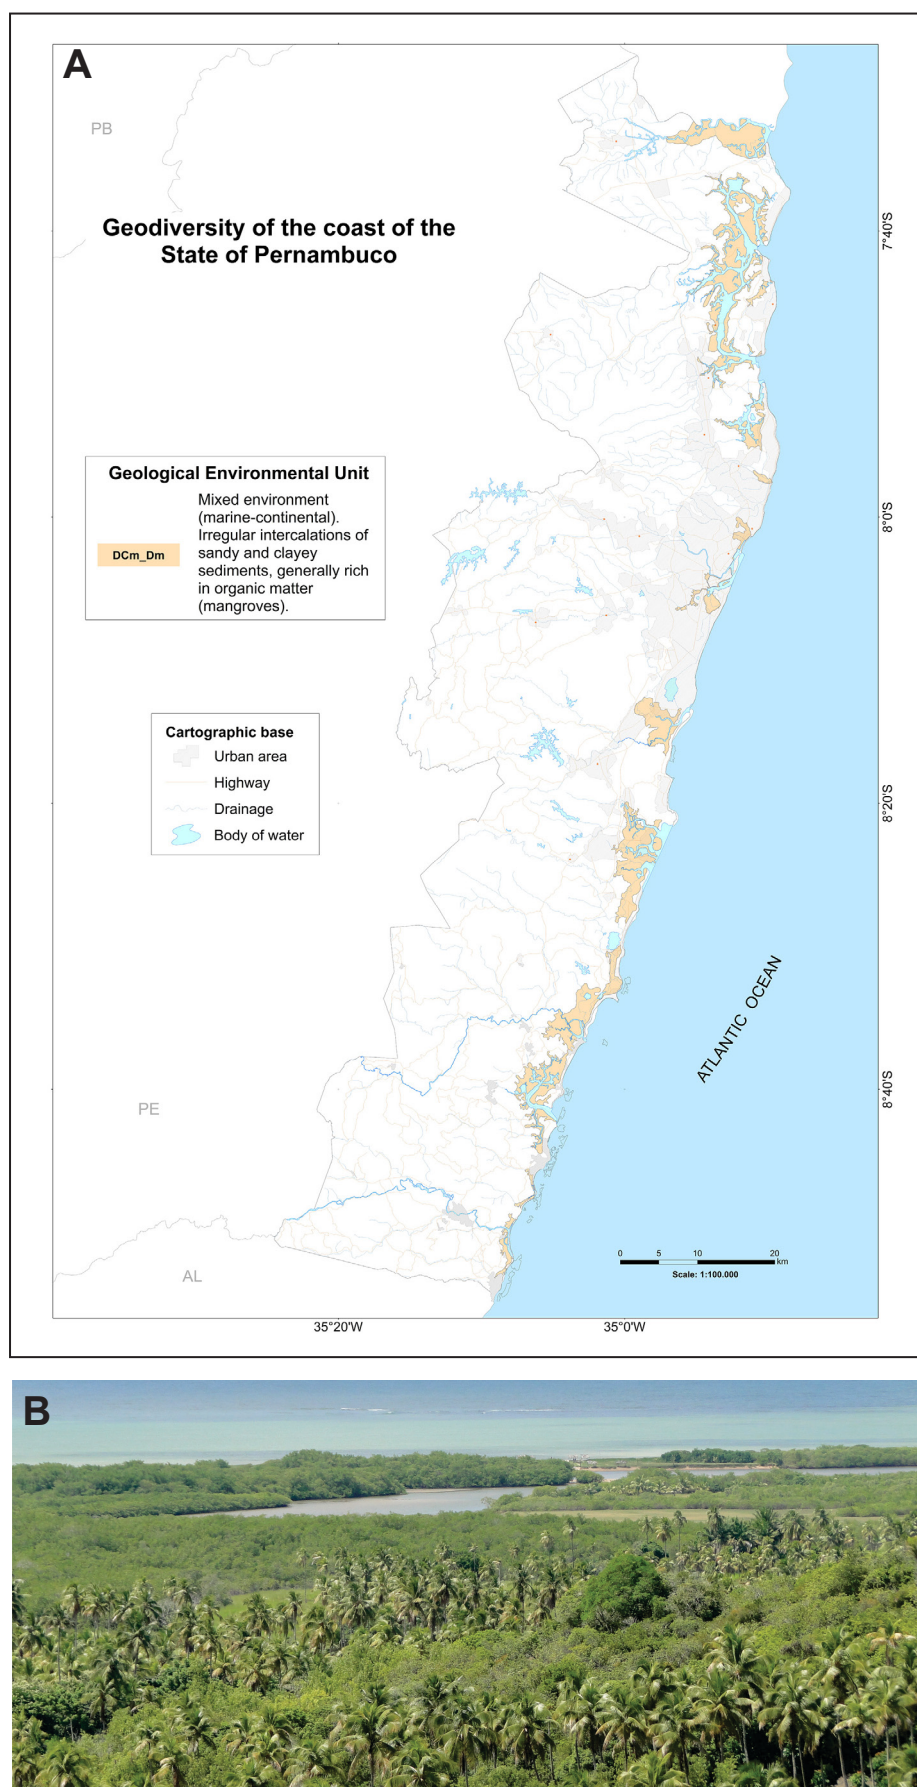 A
PB
Geodiversity of the coast of the
State of Pernambuco
7°40'S
Geological Environmental Unit
DCm_Dm
Mixed environment
(marine-continental).
Irregular intercalations of
sandy and clayey
sediments, generally rich
in organic matter
(mangroves).
8°0'S
Cartographic base
Urban area
Highway
Drainage
Body of water
8°20'S
ATLANTIC OCEAN
8°40'S
PE
AL
0 5 10 20
km
Scale: 1:100.000
35°20'W 35°0'W
B